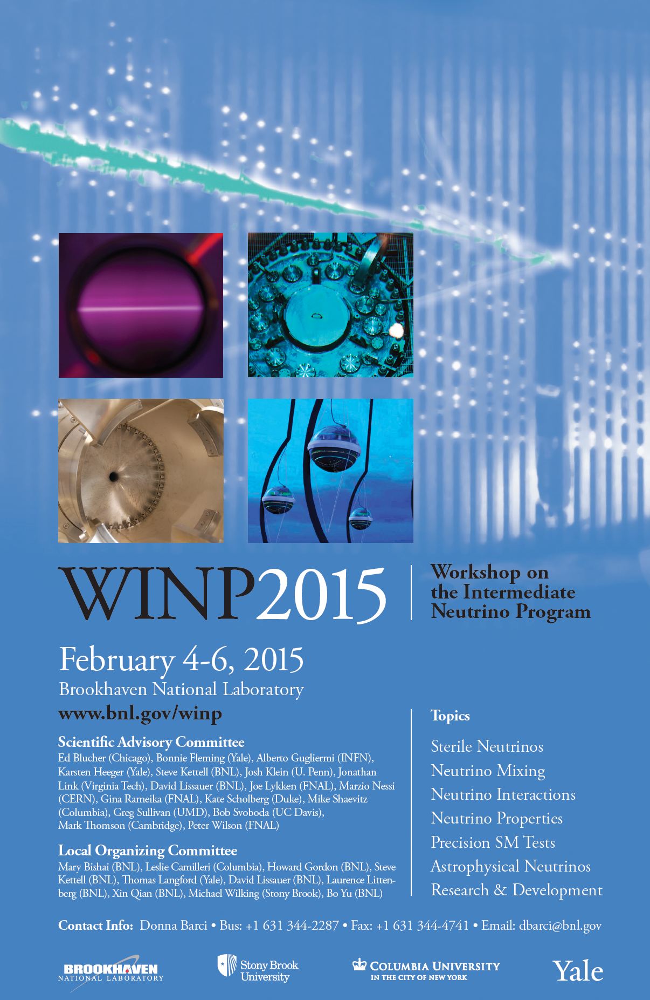 WINP2015
Workshop on
the Intermediate
Neutrino Program
February 4-6, 2015
Brookhaven National Laboratory
www.bnl.gov/winp
Scientific Advisory Committee
Ed Blucher (Chicago), Bonnie Fleming (Yale), Alberto Gugliermi (INFN),
Karsten Heeger (Yale), Steve Kettell (BNL), Josh Klein (U. Penn), Jonathan
Link (Virginia Tech), David Lissauer (BNL), Joe Lykken (FNAL), Marzio Nessi
(CERN), Gina Rameika (FNAL), Kate Scholberg (Duke), Mike Shaevitz
(Columbia), Greg Sullivan (UMD), Bob Svoboda (UC Davis),
Mark Thomson (Cambridge), Peter Wilson (FNAL)
Local Organizing Committee
Mary Bishai (BNL), Leslie Camilleri (Columbia), Howard Gordon (BNL), Steve
Kettell (BNL), Thomas Langford (Yale), David Lissauer (BNL), Laurence Litten-
berg (BNL), Xin Qian (BNL), Michael Wilking (Stony Brook), Bo Yu (BNL)
Topics
Sterile Neutrinos
Neutrino Mixing
Neutrino Interactions
Neutrino Properties
Precision SM Tests
Astrophysical Neutrinos
Research & Development
Contact Info: Donna Barci • Bus: +1 631 344-2287 • Fax: +1 631 344-4741 • Email: dbarci@bnl.gov
BROOKHAVEN
NATIONAL LABORATORY
Stony Brook
University
COLUMBIA UNIVERSITY
IN THE CITY OF NEW YORK
Yale